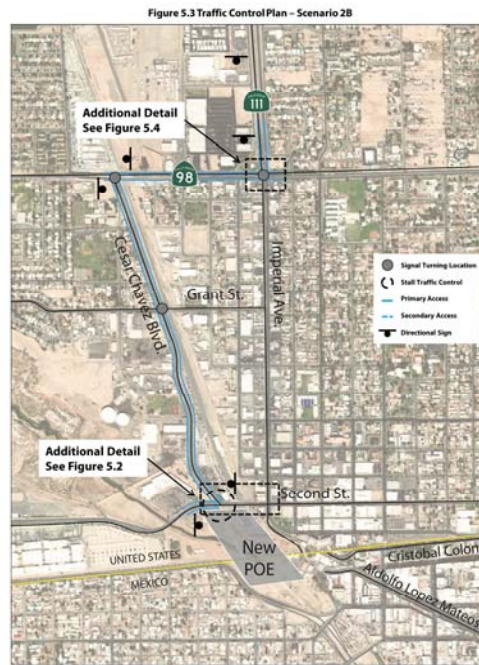 Figure 5.3 Traffic Control Plan – Scenario 2B
111
Additional Detail
See Figure 5.4
98
Cesar Chavez Blvd.
Imperial Ave.
Grant St.
Signal Turning Location
Stall Traffic Control
Primary Access
Secondary Access
Directional Sign
Additional Detail
See Figure 5.2
Second St.
New
POE
UNITED STATES
MEXICO
Cristobal Colon
Aldolfo Lopez Mateos